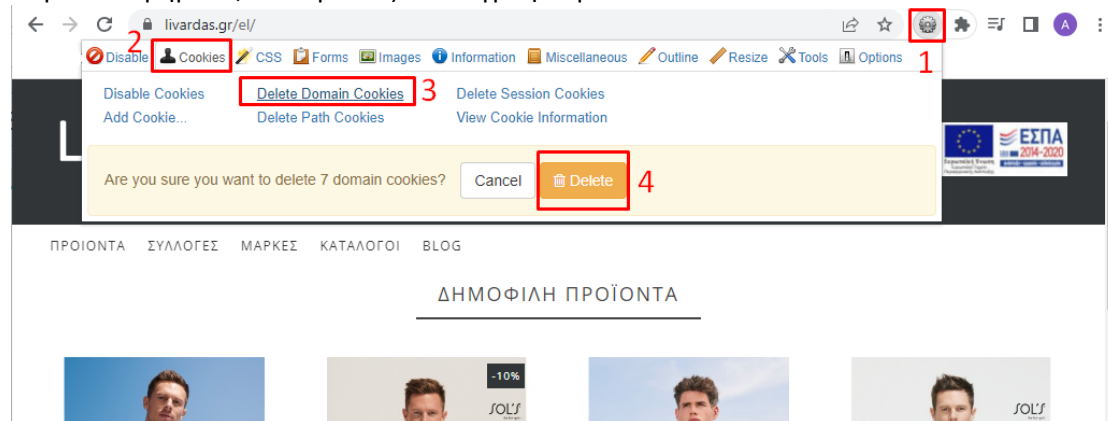 livardas.gr/el/
A
1
2
Disable Cookies CSS Forms Images Information Miscellaneous Outline Resize Tools Options
Disable Cookies Delete Domain Cookies 3 Delete Session Cookies
Add Cookie... Delete Path Cookies View Cookie Information
ΕΣΠΑ
2014-2020
Are you sure you want to delete 7 domain cookies? Cancel Delete 4
ΠΡΟΙΟΝΤΑ ΣΥΛΛΟΓΕΣ ΜΑΡΚΕΣ ΚΑΤΑΛΟΓΟΙ BLOG
ΔΗΜΟΦΙΛΗ ΠΡΟΪΟΝΤΑ
-10%
SOL'S SOL'S